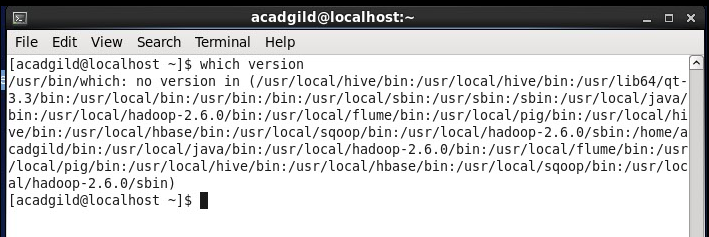 acadgild@localhost:~
File Edit View Search Terminal Help
[acadgild@localhost ~]$ which version
/usr/bin/which: no version in (/usr/local/hive/bin:/usr/local/hive/bin:/usr/lib64/qt-
3.3/bin:/usr/local/bin:/usr/bin:/bin:/usr/local/sbin:/usr/sbin:/sbin:/usr/local/java/
bin:/usr/local/hadoop-2.6.0/bin:/usr/local/flume/bin:/usr/local/pig/bin:/usr/local/hi
ve/bin:/usr/local/hbase/bin:/usr/local/sqoop/bin:/usr/local/hadoop-2.6.0/sbin:/home/a
cadgild/bin:/usr/local/java/bin:/usr/local/hadoop-2.6.0/bin:/usr/local/flume/bin:/usr
/local/pig/bin:/usr/local/hive/bin:/usr/local/hbase/bin:/usr/local/sqoop/bin:/usr/loc
al/hadoop-2.6.0/sbin)
[acadgild@localhost ~]$